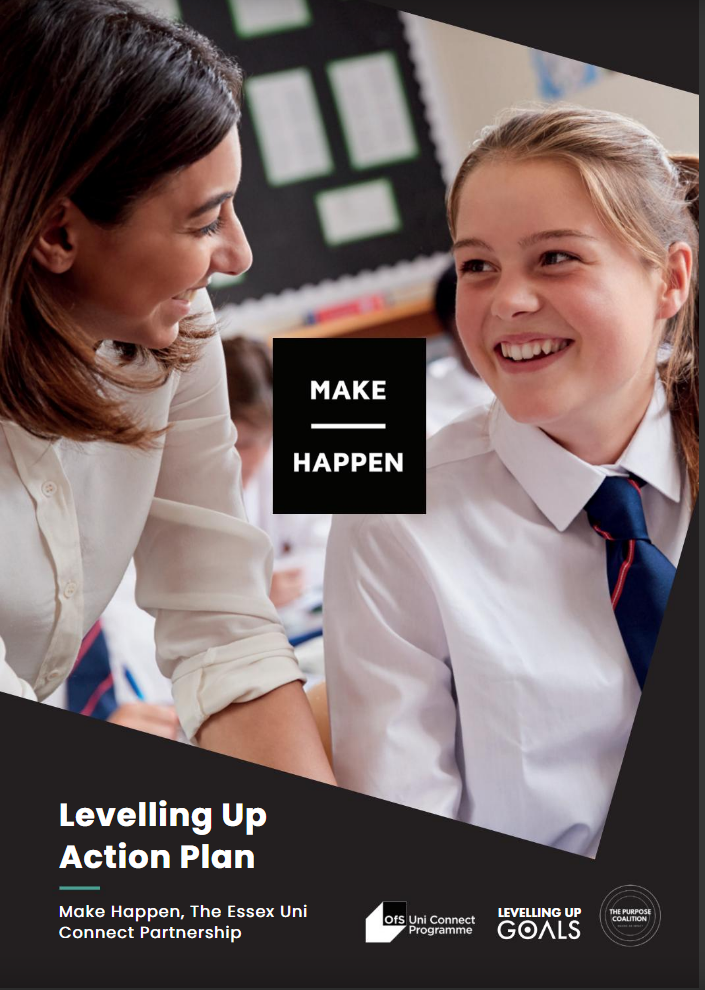 MAKE
HAPPEN
Levelling Up
Action Plan
Make Happen, The Essex Uni
Connect Partnership
OfS Uni Connect
Programme
LEVELLING UP
GOALS
THE PURPOSE
COALITION